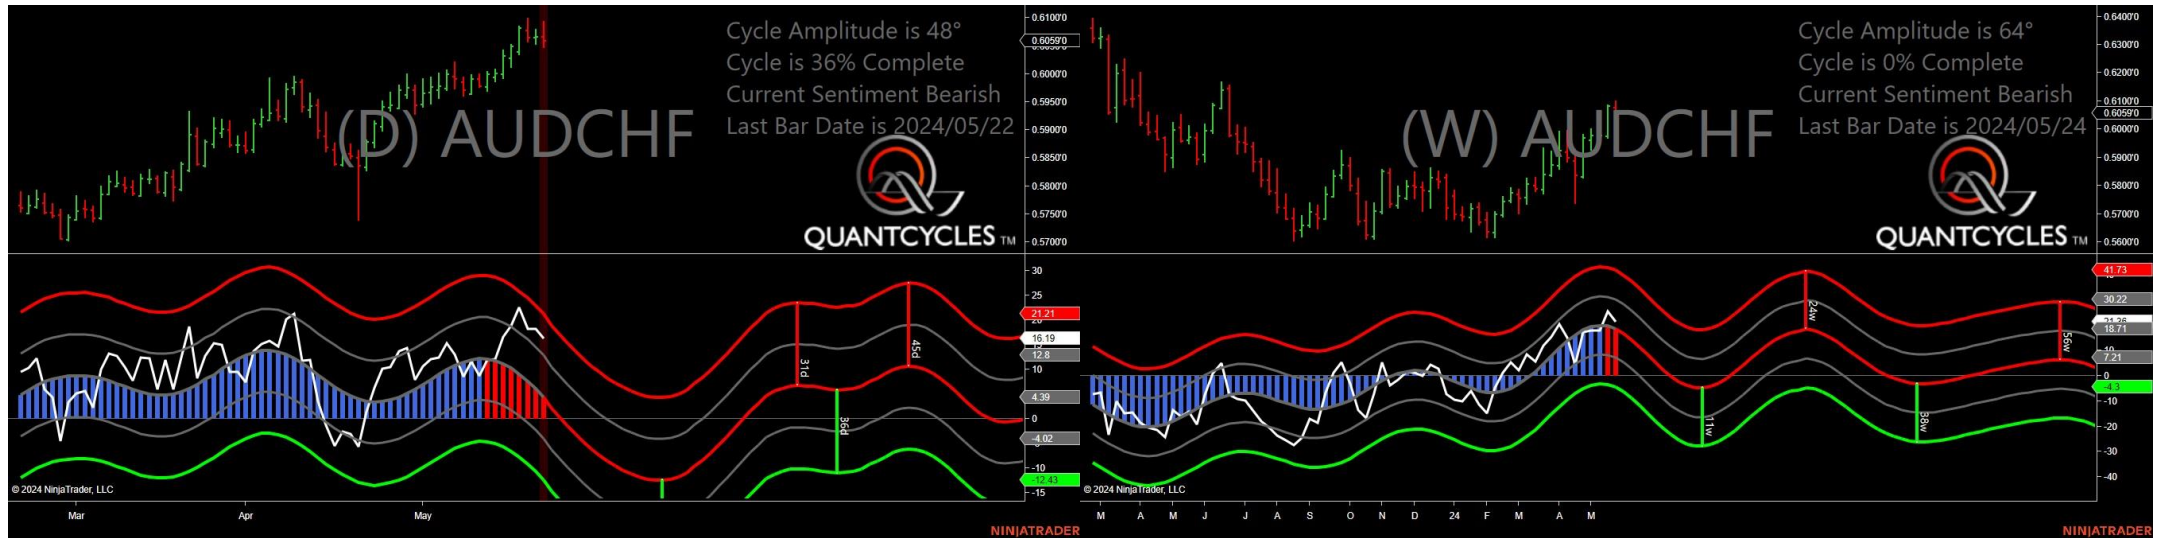 Cycle Amplitude is 48°
Cycle is 36% Complete
Current Sentiment Bearish
Last Bar Date is 2024/05/22
(D) AUDCHF
QUANTCYCLES TM
0.6100'0
0.6059'0
0.6000'0
0.5950'0
0.5900'0
0.5850'0
0.5800'0
0.5750'0
0.5700'0
30
25
21.21
16.19
12.8
10
4.39
0
-4.02
-10
-12.43
-15
31d
36d
45d
© 2024 NinjaTrader, LLC
Mar Apr May
NINJATRADER
Cycle Amplitude is 64°
Cycle is 0% Complete
Current Sentiment Bearish
Last Bar Date is 2024/05/24
(W) AUDCHF
QUANTCYCLES TM
0.6400'0
0.6300'0
0.6200'0
0.6100'0
0.6059'0
0.6000'0
0.5900'0
0.5800'0
0.5700'0
0.5600'0
41.73
30.22
18.71
10
7.21
0
-4.3
-10
-20
-30
-40
11w
24w
38w
56w
© 2024 NinjaTrader, LLC
M A M J J A S O N D 24 F M A M
NINJATRADER